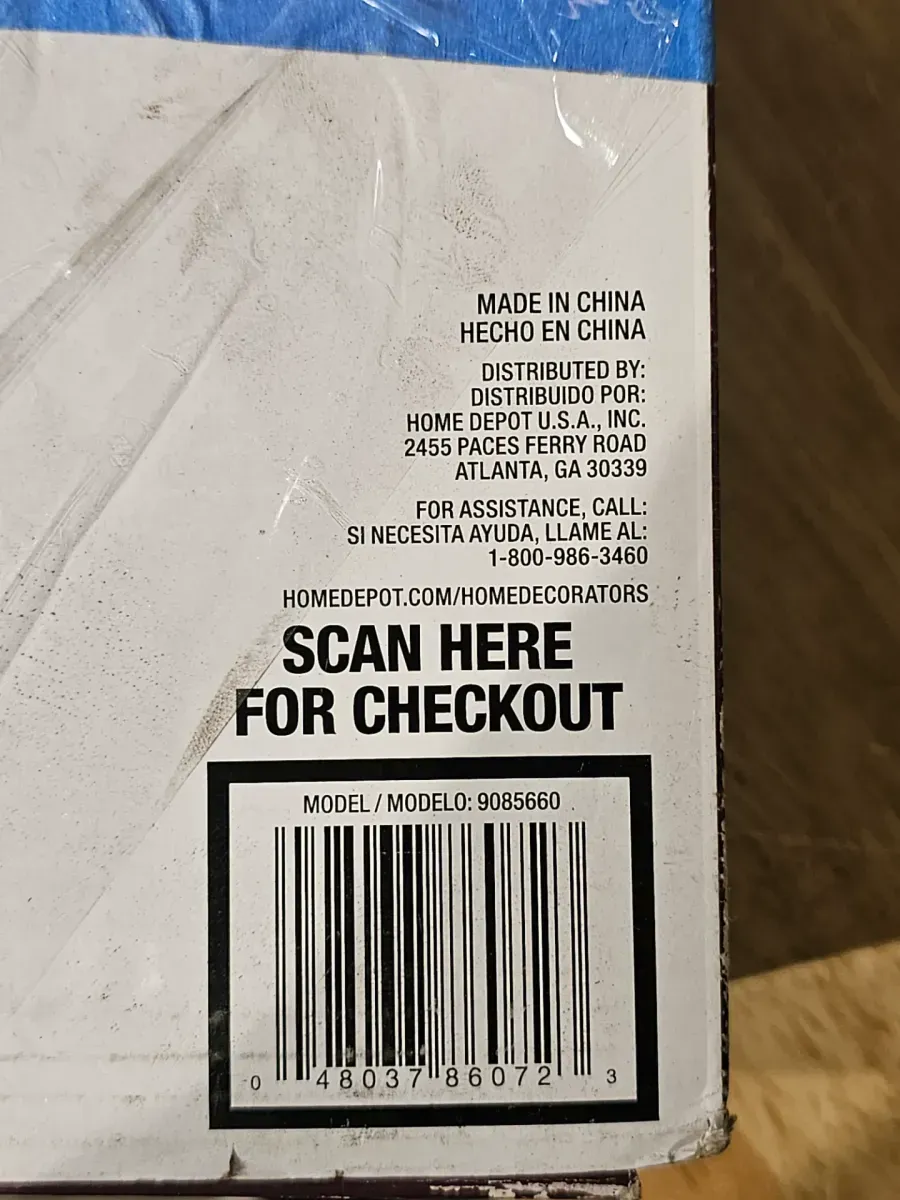 MADE IN CHINA
HECHO EN CHINA
DISTRIBUTED BY:
DISTRIBUIDO POR:
HOME DEPOT U.S.A., INC.
2455 PACES FERRY ROAD
ATLANTA, GA 30339
FOR ASSISTANCE, CALL:
SI NECESITA AYUDA, LLAME AL:
1-800-986-3460
HOMEDEPOT.COM/HOMEDECORATORS
SCAN HERE
FOR CHECKOUT
MODEL / MODELO: 9085660
0 48037 86072 3